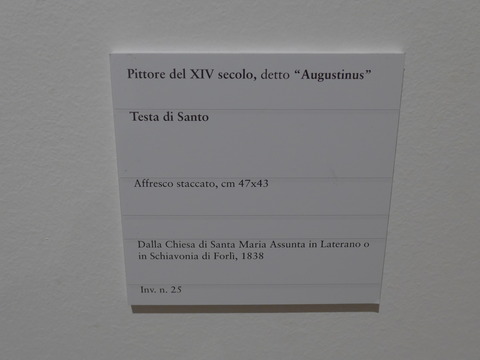 Pittore del XIV secolo, detto “Augustinus”
Testa di Santo
Affresco staccato, cm 47x43
Dalla Chiesa di Santa Maria Assunta in Laterano o
in Schiavonia di Forlì, 1838
Inv. n. 25